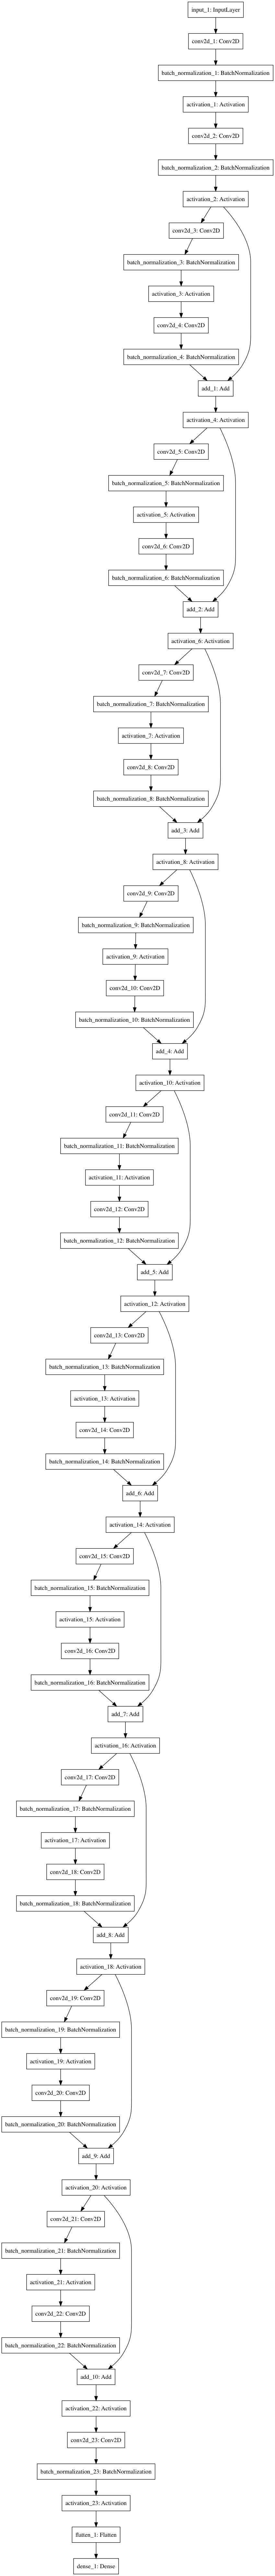 input_1: InputLayer
conv2d_1: Conv2D
batch_normalization_1: BatchNormalization
activation_1: Activation
conv2d_2: Conv2D
batch_normalization_2: BatchNormalization
activation_2: Activation
conv2d_3: Conv2D
batch_normalization_3: BatchNormalization
activation_3: Activation
conv2d_4: Conv2D
batch_normalization_4: BatchNormalization
add_1: Add
activation_4: Activation
conv2d_5: Conv2D
batch_normalization_5: BatchNormalization
activation_5: Activation
conv2d_6: Conv2D
batch_normalization_6: BatchNormalization
add_2: Add
activation_6: Activation
conv2d_7: Conv2D
batch_normalization_7: BatchNormalization
activation_7: Activation
conv2d_8: Conv2D
batch_normalization_8: BatchNormalization
add_3: Add
activation_8: Activation
conv2d_9: Conv2D
batch_normalization_9: BatchNormalization
activation_9: Activation
conv2d_10: Conv2D
batch_normalization_10: BatchNormalization
add_4: Add
activation_10: Activation
conv2d_11: Conv2D
batch_normalization_11: BatchNormalization
activation_11: Activation
conv2d_12: Conv2D
batch_normalization_12: BatchNormalization
add_5: Add
activation_12: Activation
conv2d_13: Conv2D
batch_normalization_13: BatchNormalization
activation_13: Activation
conv2d_14: Conv2D
batch_normalization_14: BatchNormalization
add_6: Add
activation_14: Activation
conv2d_15: Conv2D
batch_normalization_15: BatchNormalization
activation_15: Activation
conv2d_16: Conv2D
batch_normalization_16: BatchNormalization
add_7: Add
activation_16: Activation
conv2d_17: Conv2D
batch_normalization_17: BatchNormalization
activation_17: Activation
conv2d_18: Conv2D
batch_normalization_18: BatchNormalization
add_8: Add
activation_18: Activation
conv2d_19: Conv2D
batch_normalization_19: BatchNormalization
activation_19: Activation
conv2d_20: Conv2D
batch_normalization_20: BatchNormalization
add_9: Add
activation_20: Activation
conv2d_21: Conv2D
batch_normalization_21: BatchNormalization
activation_21: Activation
conv2d_22: Conv2D
batch_normalization_22: BatchNormalization
add_10: Add
activation_22: Activation
conv2d_23: Conv2D
batch_normalization_23: BatchNormalization
activation_23: Activation
flatten_1: Flatten
dense_1: Dense